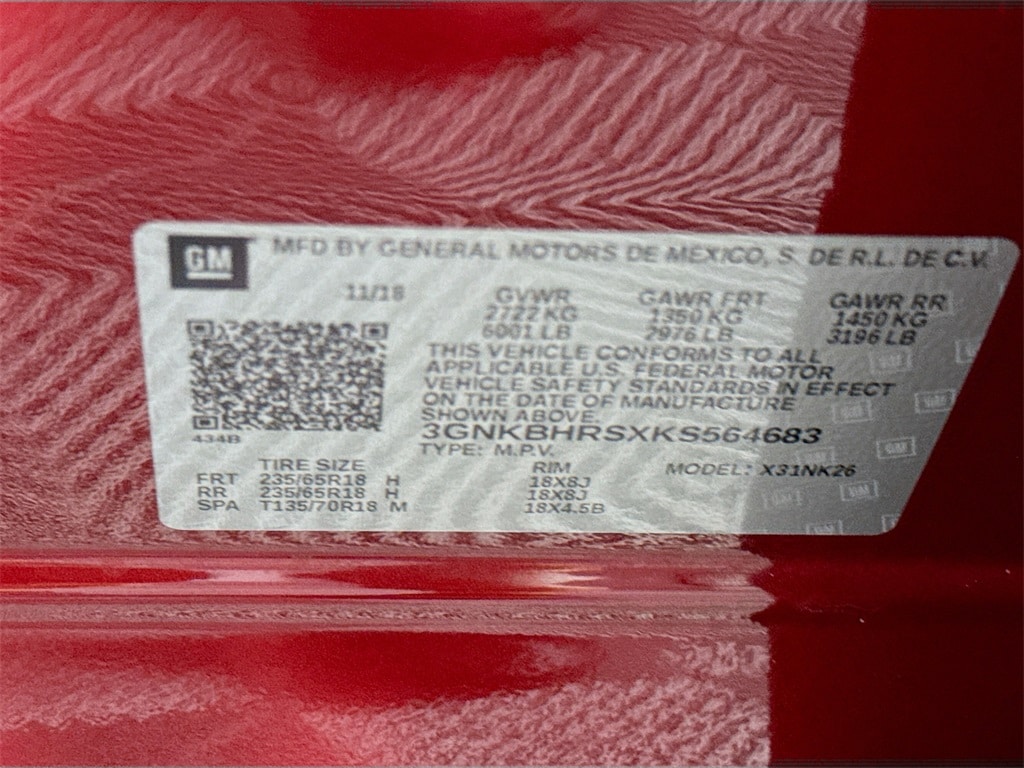 GM MFD BY GENERAL MOTORS DE MEXICO, S. DE R.L. DE C.V.
11/18 GVWR GAWR FRT GAWR RR
2722 KG 1350 KG 1450 KG
6001 LB 2976 LB 3196 LB
THIS VEHICLE CONFORMS TO ALL
APPLICABLE U.S. FEDERAL MOTOR
VEHICLE SAFETY STANDARDS IN EFFECT
ON THE DATE OF MANUFACTURE
SHOWN ABOVE.
434B 3GNKBHRSXKS564683
TYPE: M.P.V.
TIRE SIZE RIM MODEL: X31NK26
FRT 235/65R18 H 18X8J
RR 235/65R18 H 18X8J
SPA T135/70R18 M 18X4.5B